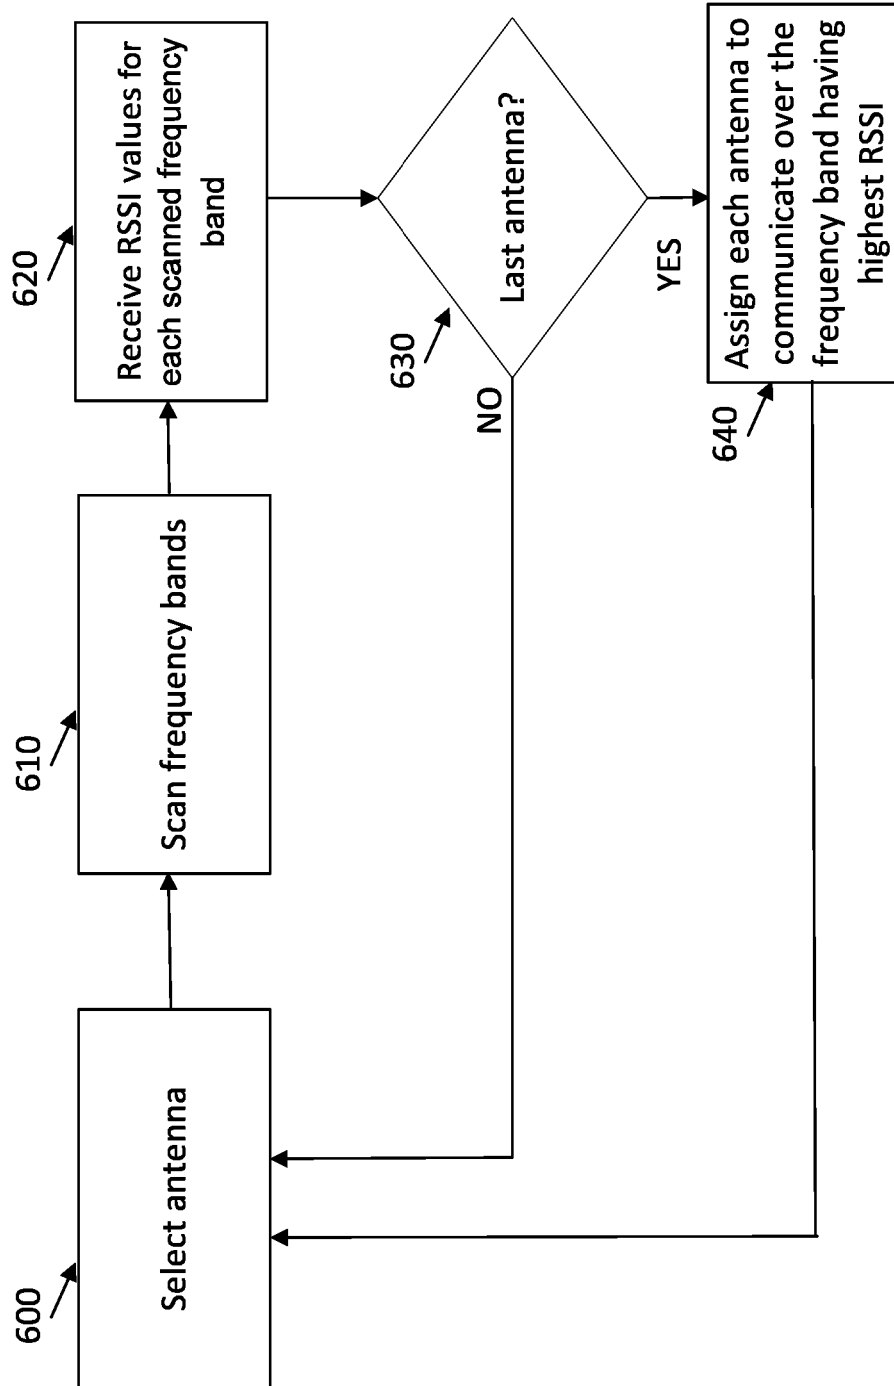 600
Select antenna
610
Scan frequency bands
620
Receive RSSI values for
each scanned frequency
band
630
Last antenna?
NO
YES
640
Assign each antenna to
communicate over the
frequency band having
highest RSSI